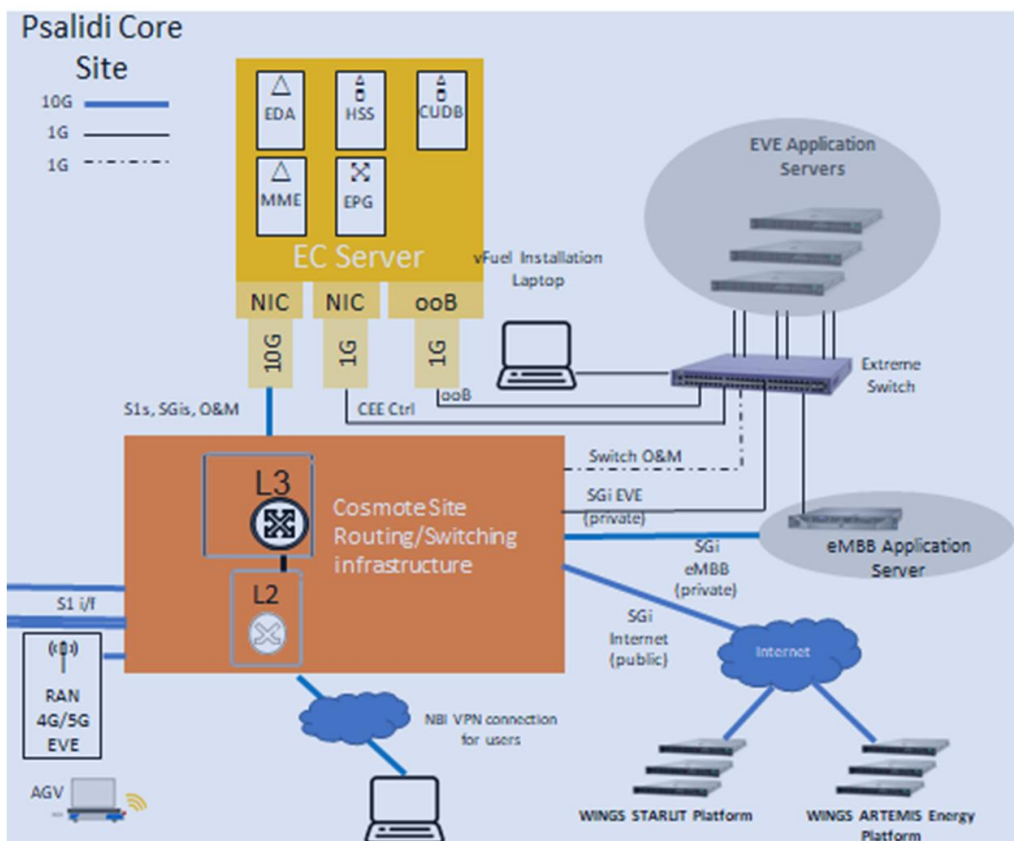 Psalidi Core
Site
10G
1G
1G
EDA
HSS
CUDB
MME
EPG
EC Server
NIC
NIC
ooB
10G
1G
1G
vFuel Installation
Laptop
EVE Application
Servers
Extreme
Switch
ooB
CEE Ctrl
S1s, SGis, O&M
Switch O&M
SGi EVE
(private)
L3
Cosmote Site
Routing/Switching
infrastructure
L2
eMBB Application
Server
SGi
eMBB
(private)
SGi
Internet
(public)
Internet
S1 i/f
RAN
4G/5G
EVE
AGV
NBI VPN connection
for users
WINGS STARLIT Platform
WINGS ARTEMIS Energy
Platform